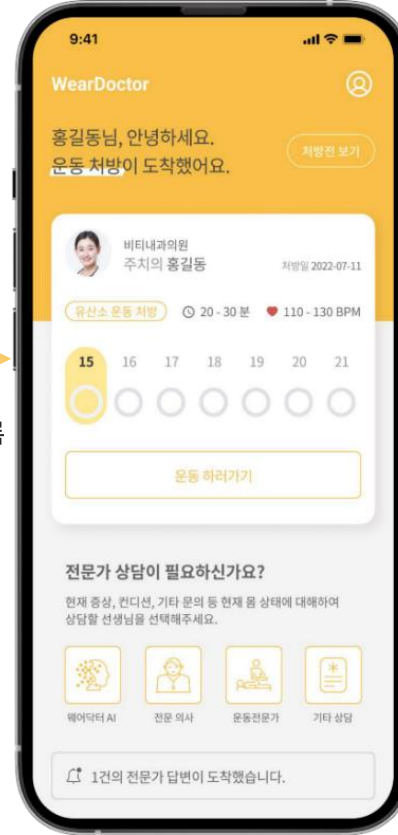 9:41
WearDoctor
홍길동님, 안녕하세요.
운동 처방이 도착했어요.
처방전 보기
비티내과의원
주치의 홍길동
처방일 2022-07-11
유산소 운동 처방 20 - 30 분 110 - 130 BPM
15 16 17 18 19 20 21
운동 하러가기
전문가 상담이 필요하신가요?
현재 증상, 컨디션, 기타 문의 등 현재 몸 상태에 대해하여
상담할 선생님을 선택해주세요.
웨어닥터 AI 전문 의사 운동전문가 기타 상담
1건의 전문가 답변이 도착했습니다.